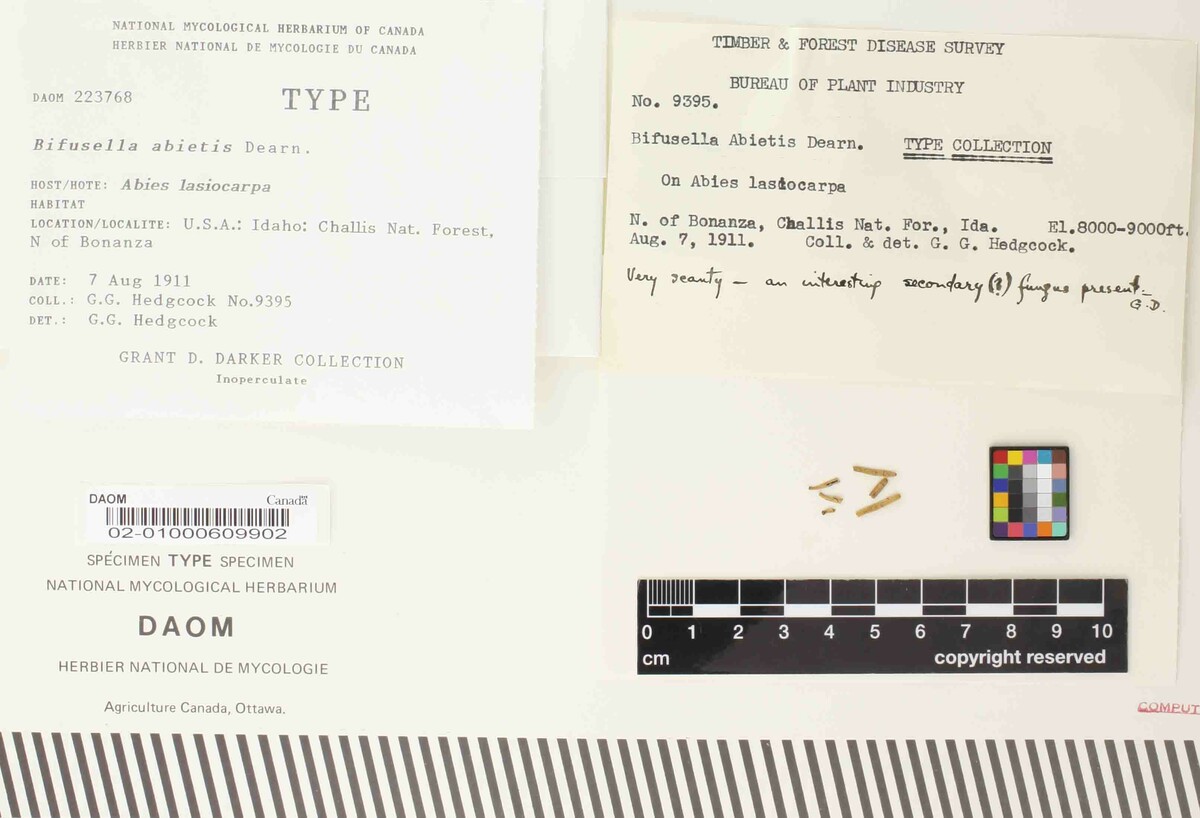 NATIONAL MYCOLOGICAL HERBARIUM OF CANADA
HERBIER NATIONAL DE MYCOLOGIE DU CANADA
DAOM 223768 TYPE
Bifusella abietis Dearn.
HOST/HOTE: Abies lasiocarpa
HABITAT
LOCATION/LOCALITE: U.S.A.: Idaho: Challis Nat. Forest,
N of Bonanza
DATE: 7 Aug 1911
COLL.: G.G. Hedgcock No.9395
DET.: G.G. Hedgcock
GRANT D. DARKER COLLECTION
Inoperculate
TIMBER & FOREST DISEASE SURVEY
BUREAU OF PLANT INDUSTRY
No. 9395.
Bifusella Abietis Dearn. TYPE COLLECTION
On Abies lasiocarpa
N. of Bonanza, Challis Nat. For., Ida. El.8000-9000ft.
Aug. 7, 1911. Coll. & det. G. G. Hedgcock.
Very scanty — an interesting secondary (?) fungus present —
G.D.
DAOM Canada
02-01000609902
SPÉCIMEN TYPE SPECIMEN
NATIONAL MYCOLOGICAL HERBARIUM
DAOM
HERBIER NATIONAL DE MYCOLOGIE
Agriculture Canada, Ottawa.
0 1 2 3 4 5 6 7 8 9 10
cm copyright reserved
COMPUT